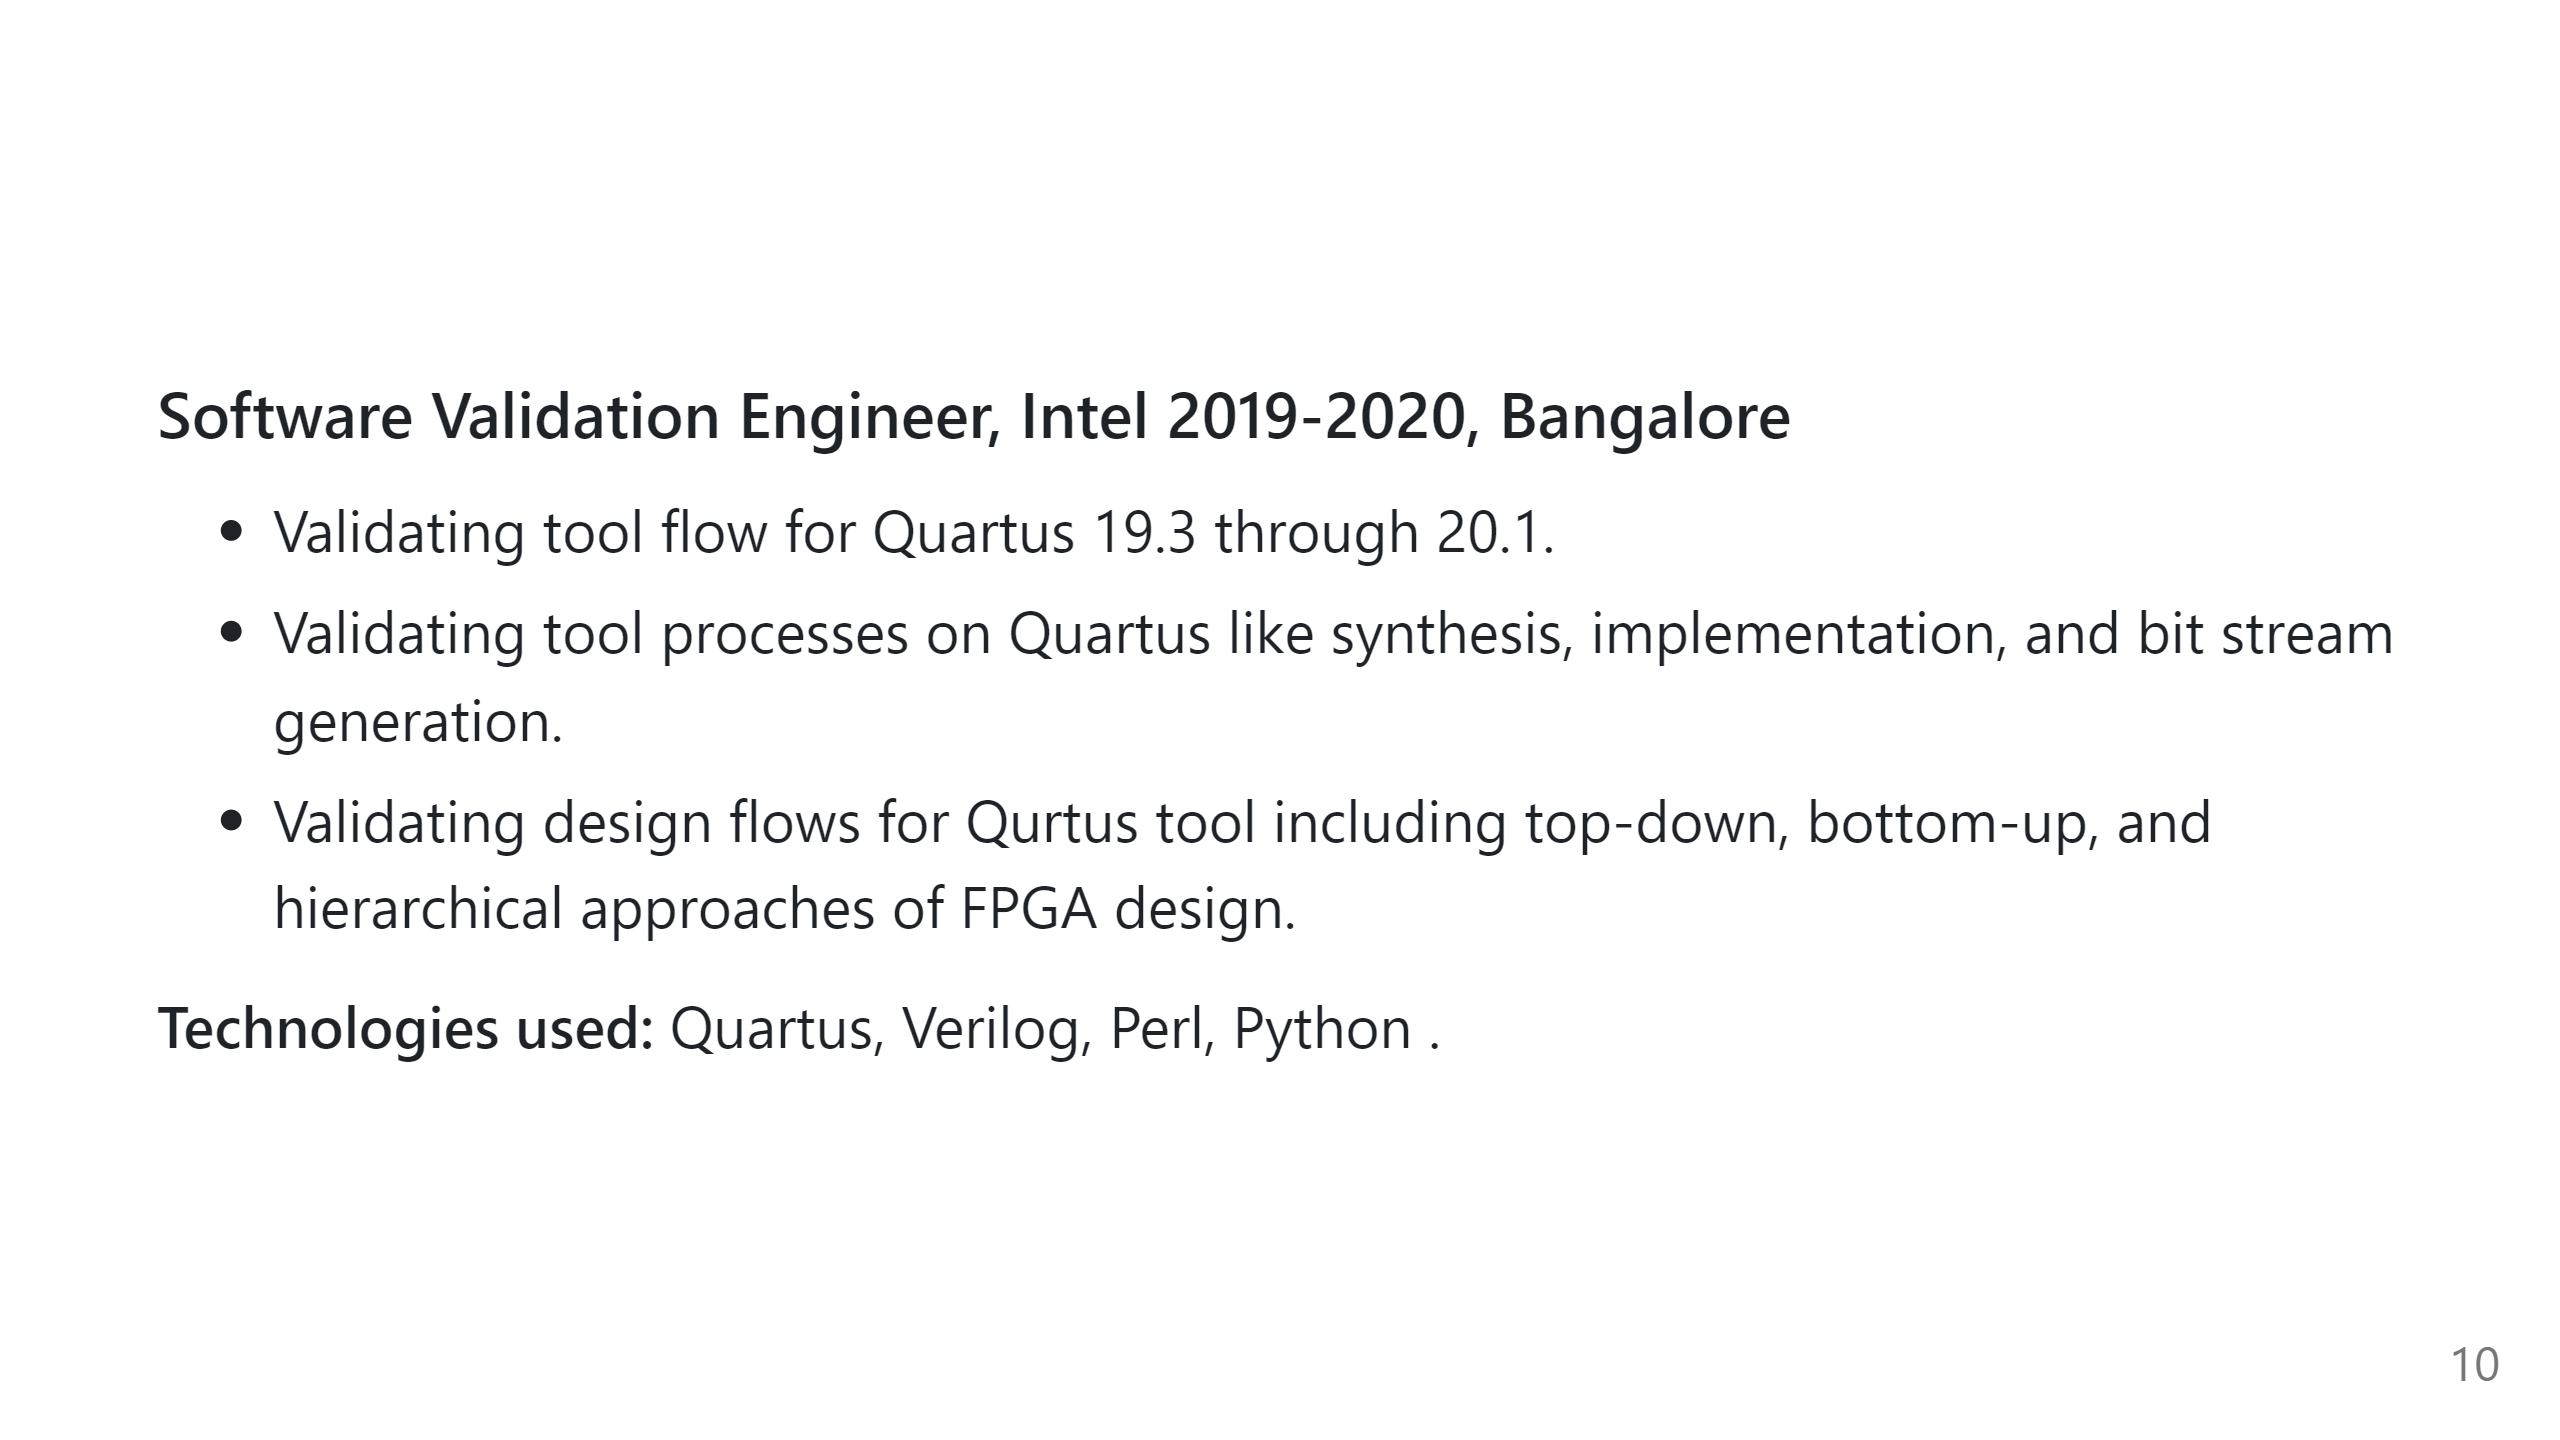 Software Validation Engineer, Intel 2019-2020, Bangalore
• Validating tool flow for Quartus 19.3 through 20.1.
• Validating tool processes on Quartus like synthesis, implementation, and bit stream
generation.
• Validating design flows for Qurtus tool including top-down, bottom-up, and
hierarchical approaches of FPGA design.
Technologies used: Quartus, Verilog, Perl, Python .
10